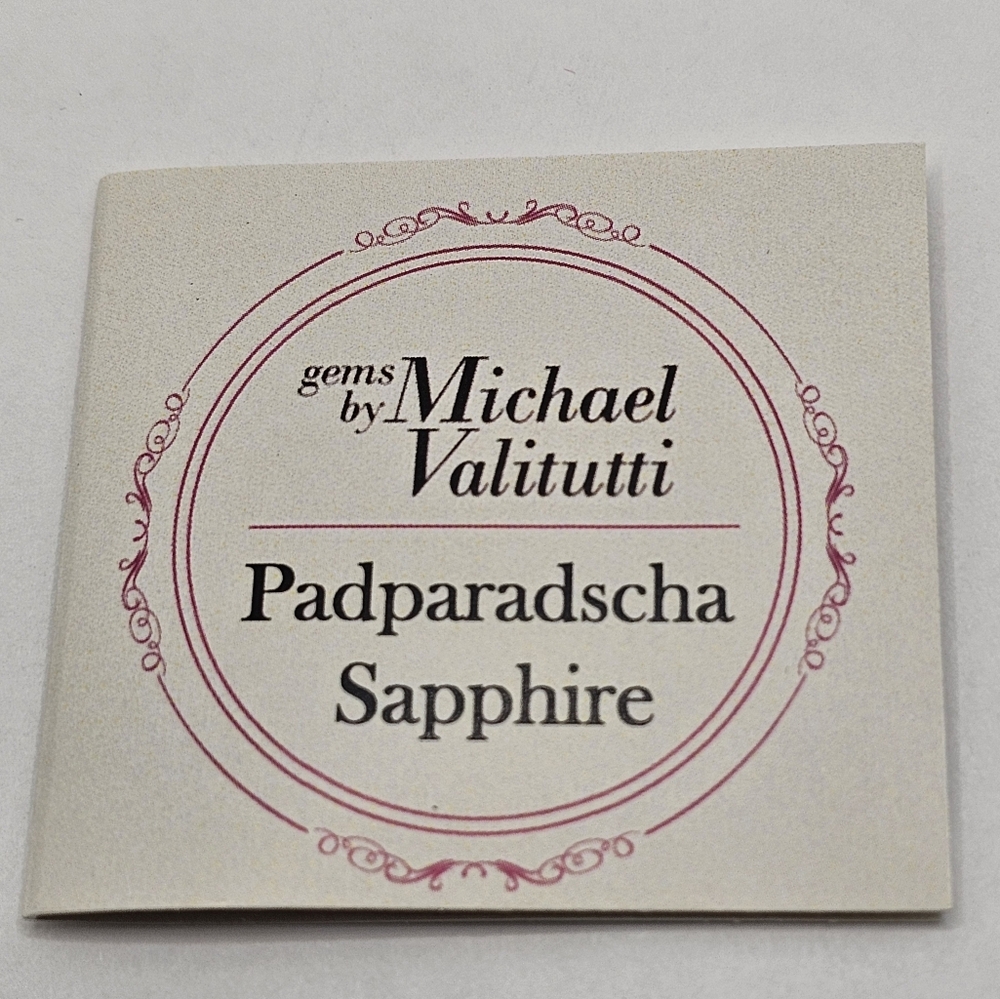 gems
by Michael
Valitutti
Padparadscha
Sapphire